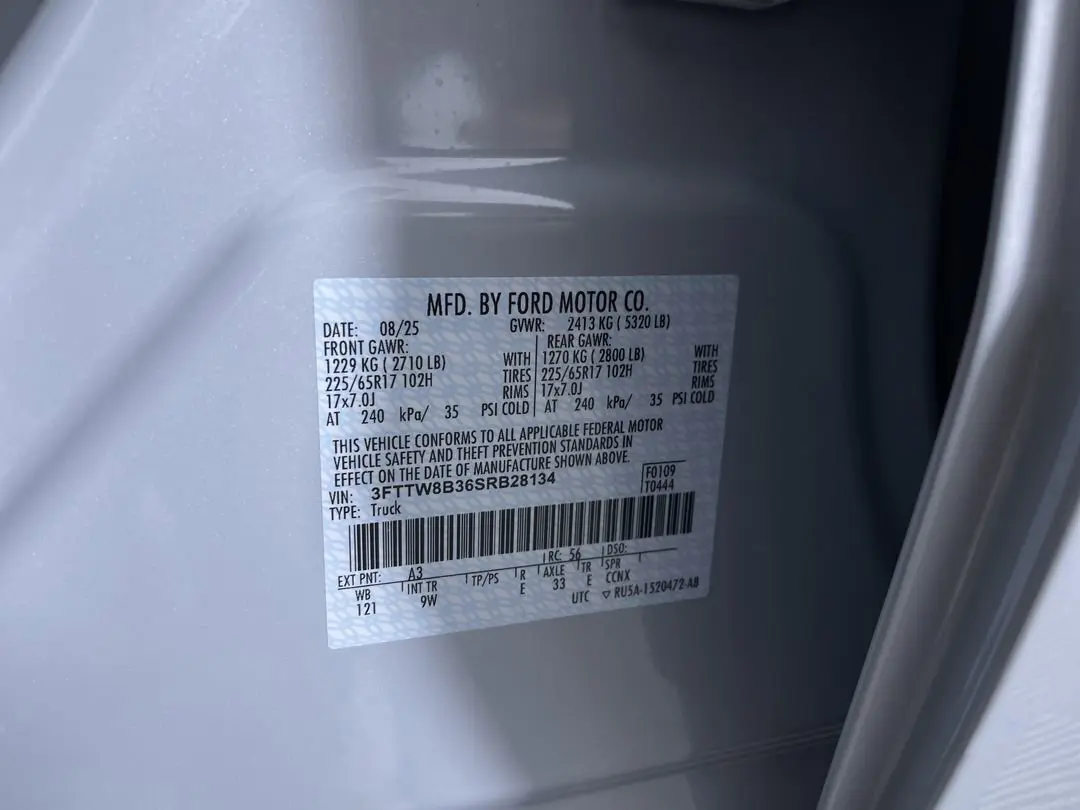 MFD. BY FORD MOTOR CO.
DATE: 08/25 GVWR: 2413 KG ( 5320 LB)
FRONT GAWR: REAR GAWR:
1229 KG ( 2710 LB) WITH 1270 KG ( 2800 LB) WITH
225/65R17 102H TIRES 225/65R17 102H TIRES
17x7.0J RIMS 17x7.0J RIMS
AT 240 kPa/ 35 PSI COLD AT 240 kPa/ 35 PSI COLD
THIS VEHICLE CONFORMS TO ALL APPLICABLE FEDERAL MOTOR
VEHICLE SAFETY AND THEFT PREVENTION STANDARDS IN
EFFECT ON THE DATE OF MANUFACTURE SHOWN ABOVE.
VIN: 3FTTW8B36SRB28134 F0109
TYPE: Truck T0444
RC: 56 DSO:
EXT PNT: A3
WB INT TR TP/PS R AXLE TR SPR
121 9W E 33 E CCNX
UTC ▽ RU5A-1520472-AB